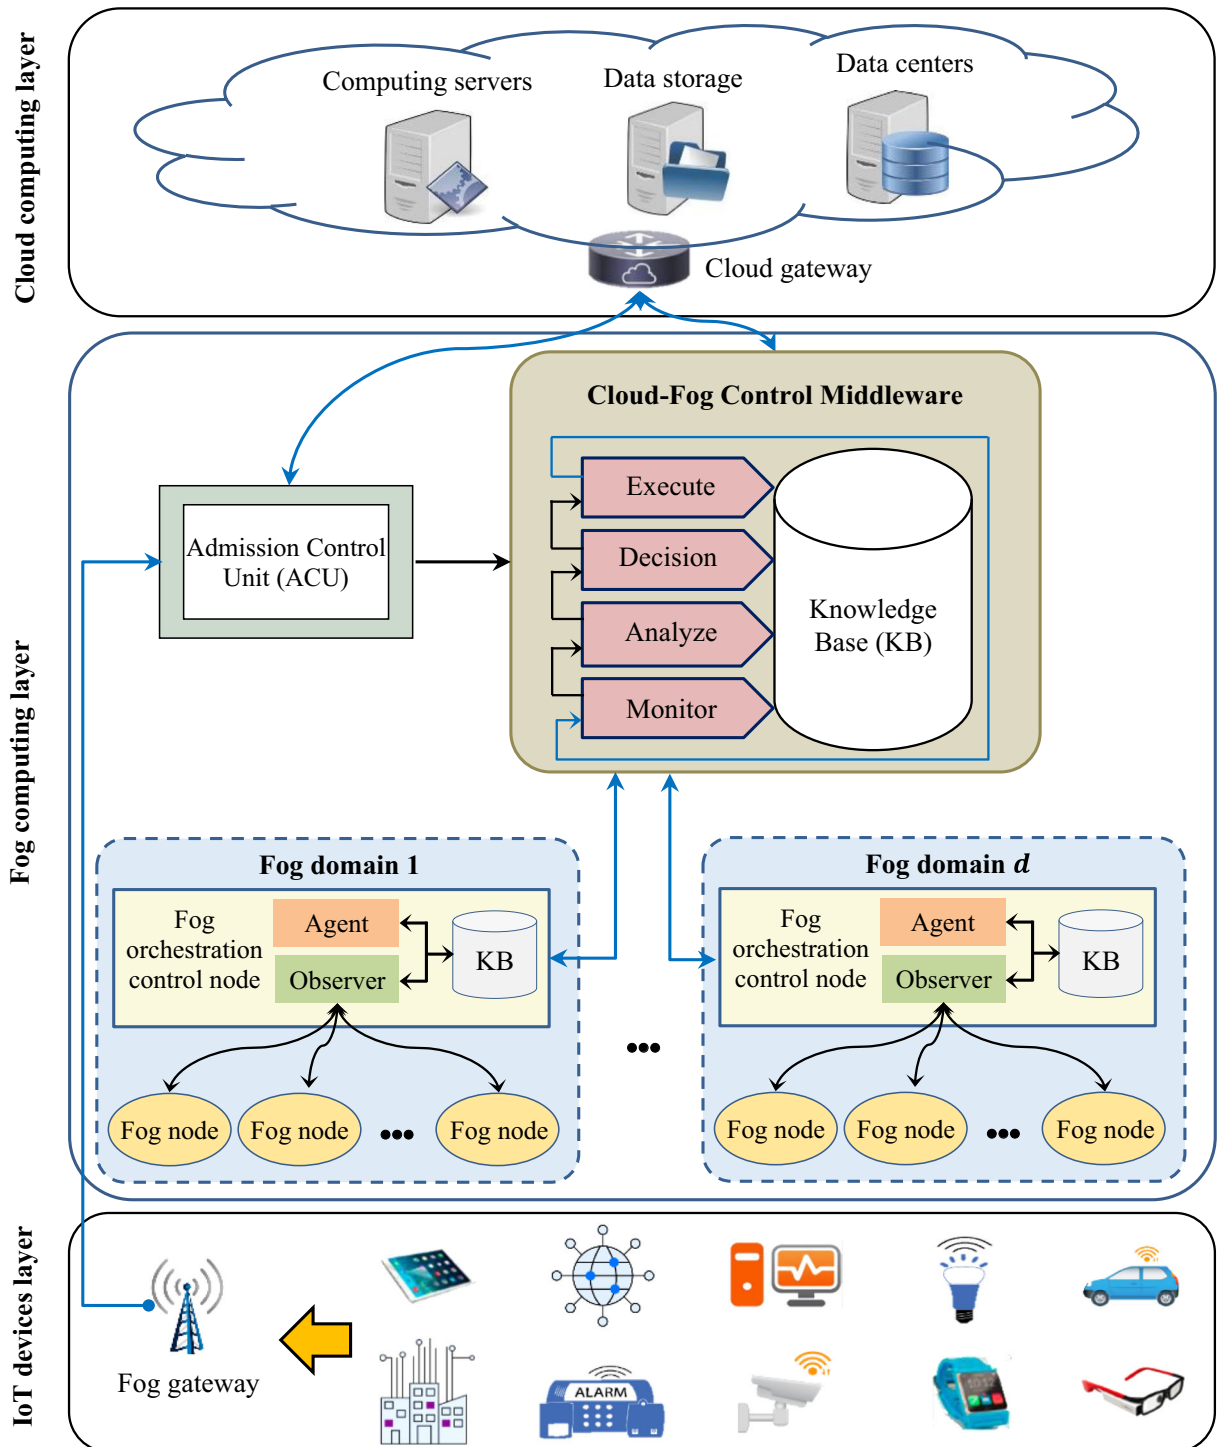 Cloud computing layer
Computing servers
Data storage
Data centers
Cloud gateway
Fog computing layer
Cloud-Fog Control Middleware
Execute
Decision
Analyze
Monitor
Knowledge
Base (KB)
Admission Control
Unit (ACU)
Fog domain 1
Fog
orchestration
control node
Agent
Observer
KB
Fog node
Fog node
Fog node
Fog domain d
Fog
orchestration
control node
Agent
Observer
KB
Fog node
Fog node
Fog node
IoT devices layer
Fog gateway
ALARM